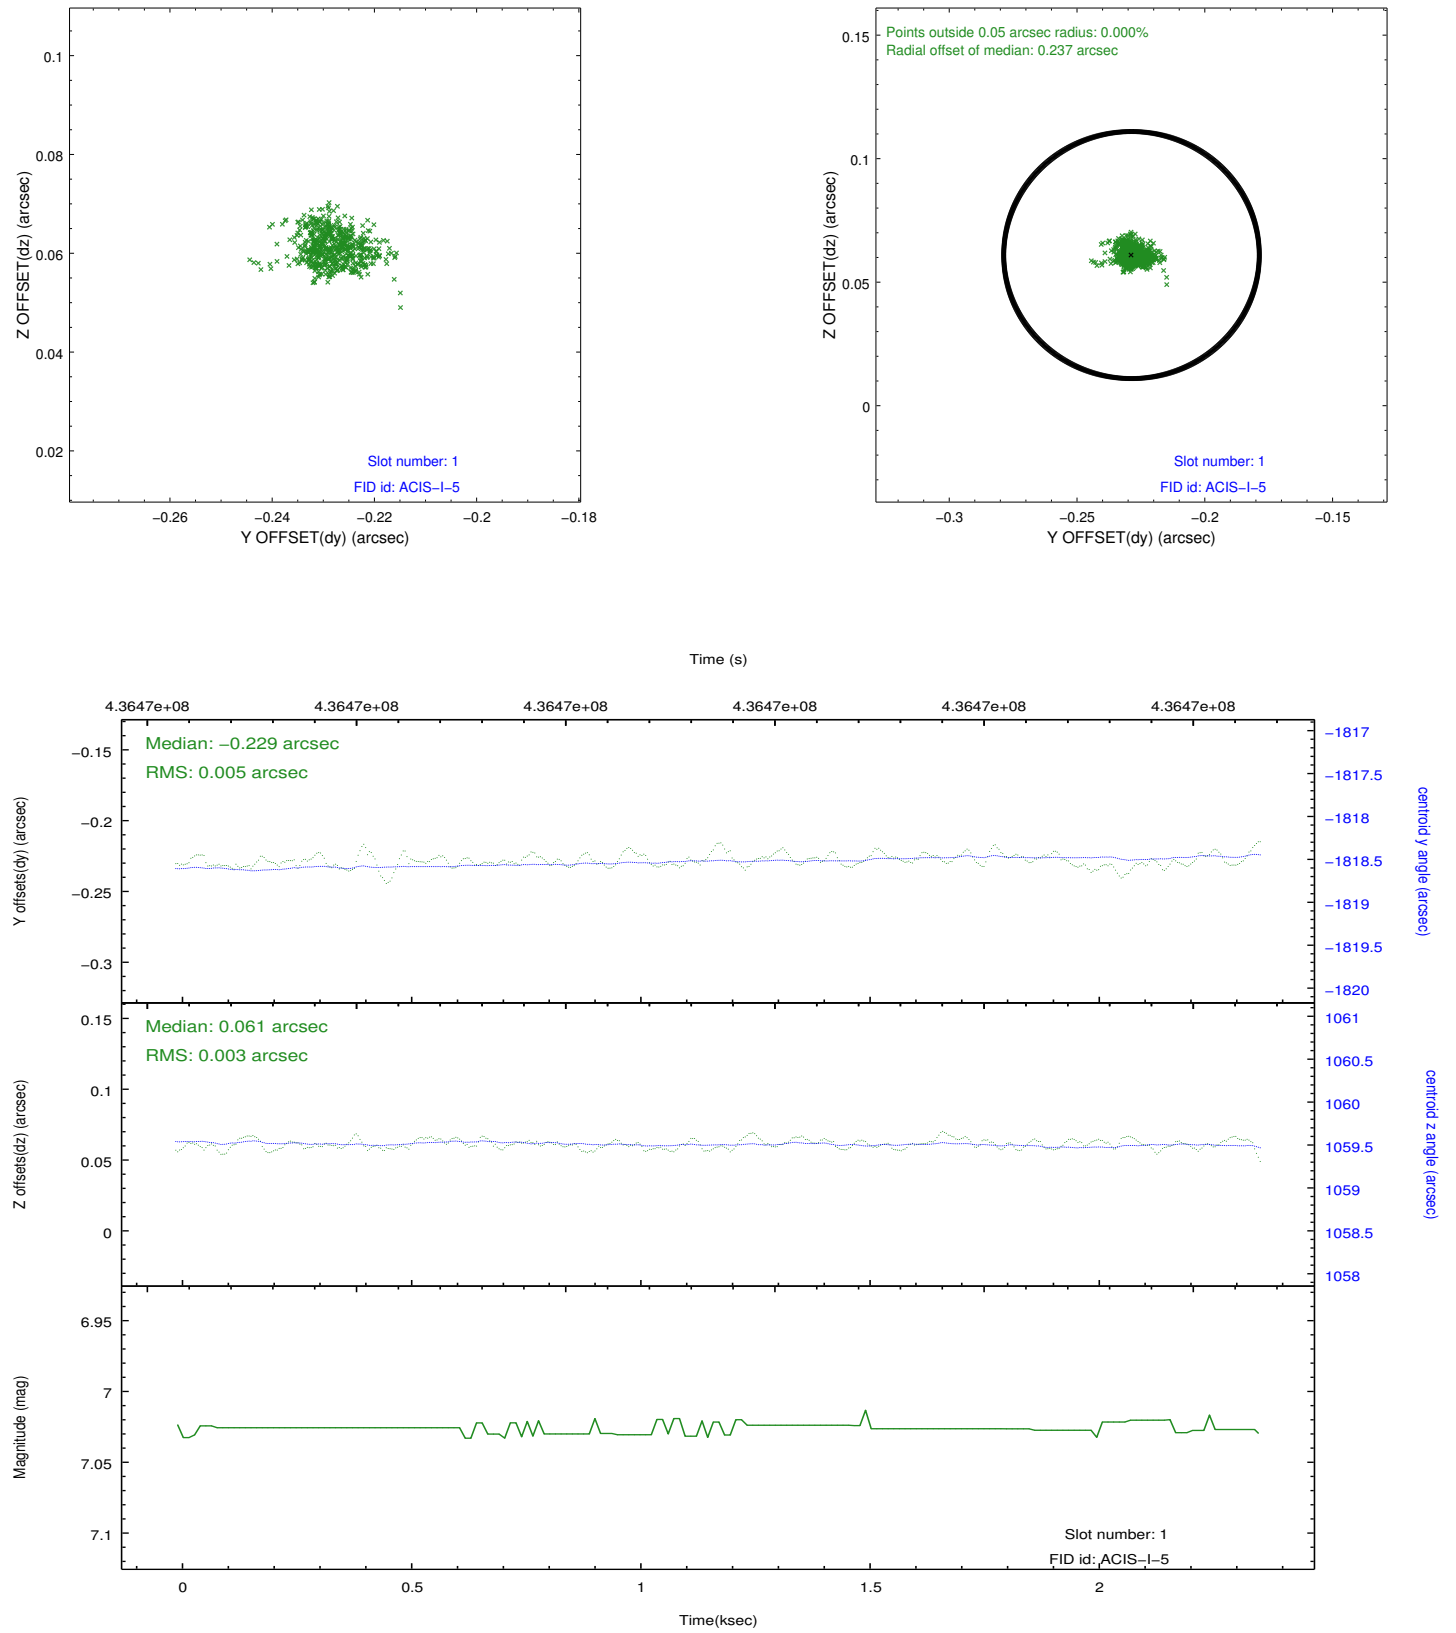 0.1
0.08
0.06
0.04
0.02
Z OFFSET(dz) (arcsec)
Slot number: 1
FID id: ACIS−I−5
−0.26 −0.24 −0.22 −0.2 −0.18
Y OFFSET(dy) (arcsec)
Points outside 0.05 arcsec radius: 0.000%
Radial offset of median: 0.237 arcsec
0.15
0.1
0.05
0
Z OFFSET(dz) (arcsec)
Slot number: 1
FID id: ACIS−I−5
−0.3 −0.25 −0.2 −0.15
Y OFFSET(dy) (arcsec)
Time (s)
4.3647e+08 4.3647e+08 4.3647e+08 4.3647e+08 4.3647e+08 4.3647e+08
Median: −0.229 arcsec
RMS: 0.005 arcsec
−0.15
−0.2
−0.25
−0.3
Y offsets(dy) (arcsec)
−1817
−1817.5
−1818
−1818.5
−1819
−1819.5
−1820
centroid y angle (arcsec)
Median: 0.061 arcsec
RMS: 0.003 arcsec
0.15
0.1
0.05
0
Z offsets(dz) (arcsec)
1061
1060.5
1060
1059.5
1059
1058.5
1058
centroid z angle (arcsec)
6.95
7
7.05
7.1
Magnitude (mag)
Slot number: 1
FID id: ACIS−I−5
0 0.5 1 1.5 2
Time(ksec)